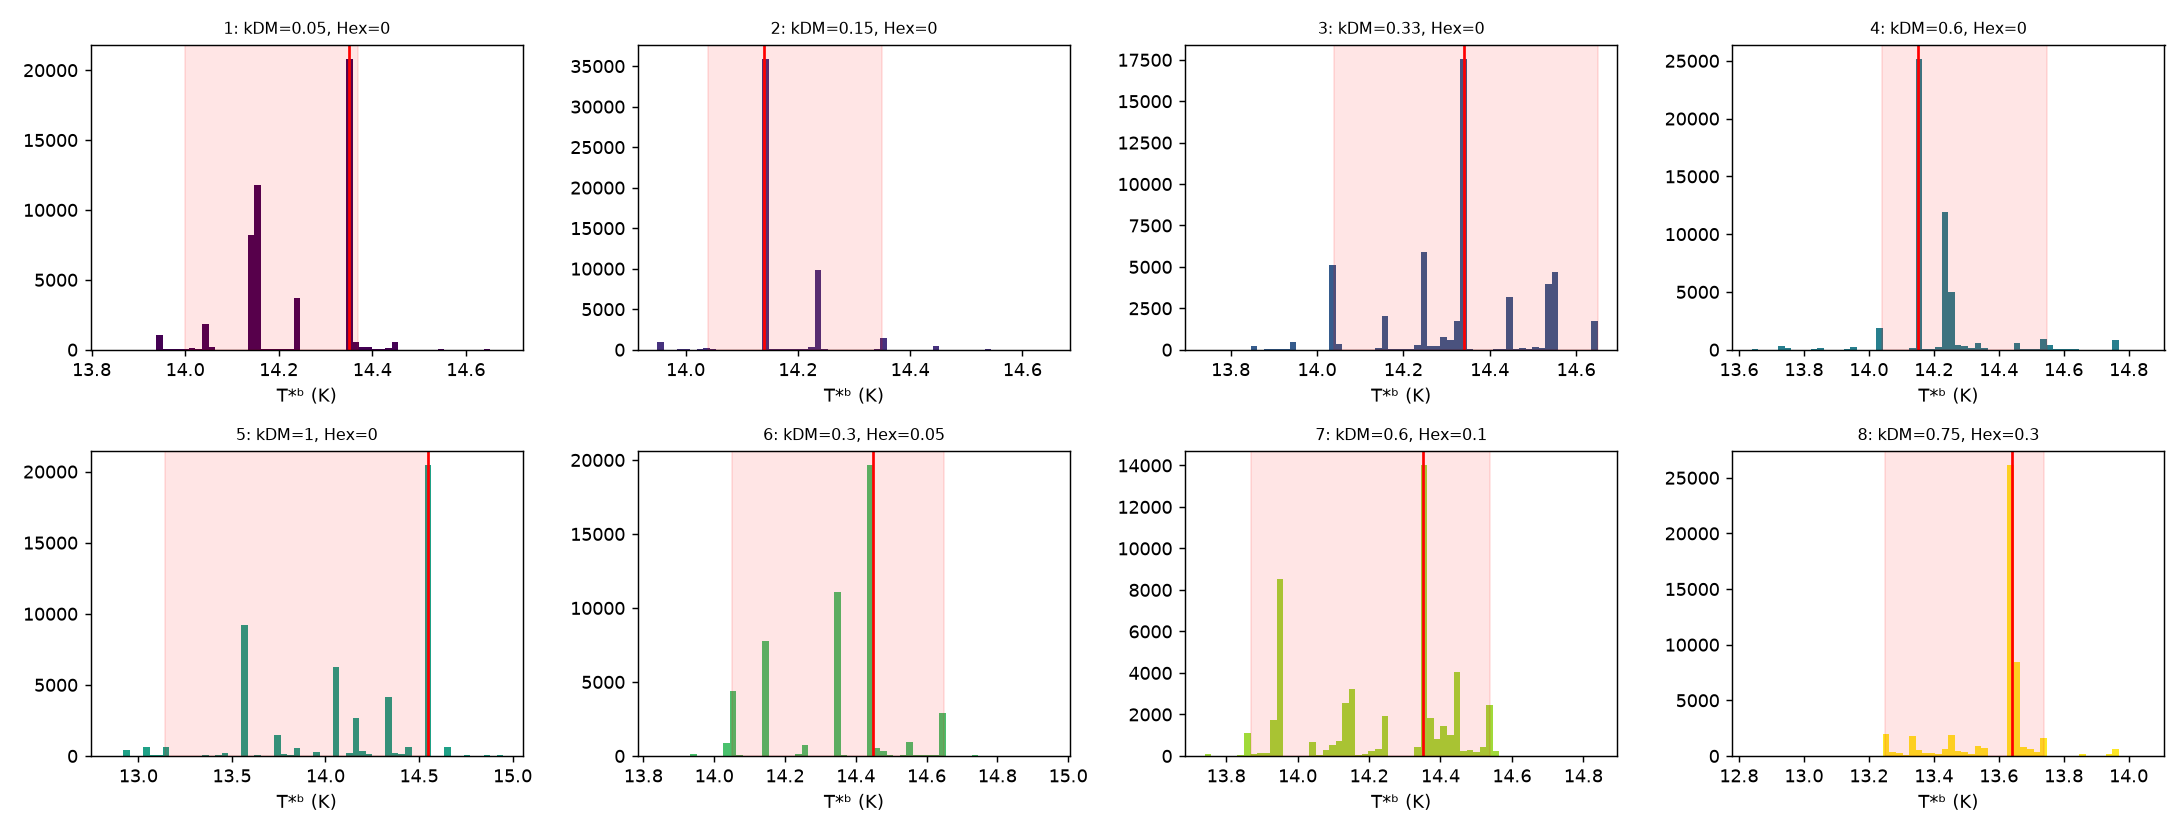 1: kDM=0.05, Hex=0
20000
15000
10000
5000
0
13.8 14.0 14.2 14.4 14.6
T*ᵇ (K)
2: kDM=0.15, Hex=0
35000
30000
25000
20000
15000
10000
5000
0
14.0 14.2 14.4 14.6
T*ᵇ (K)
3: kDM=0.33, Hex=0
17500
15000
12500
10000
7500
5000
2500
0
13.8 14.0 14.2 14.4 14.6
T*ᵇ (K)
4: kDM=0.6, Hex=0
25000
20000
15000
10000
5000
0
13.6 13.8 14.0 14.2 14.4 14.6 14.8
T*ᵇ (K)
5: kDM=1, Hex=0
20000
15000
10000
5000
0
13.0 13.5 14.0 14.5 15.0
T*ᵇ (K)
6: kDM=0.3, Hex=0.05
20000
15000
10000
5000
0
13.8 14.0 14.2 14.4 14.6 14.8 15.0
T*ᵇ (K)
7: kDM=0.6, Hex=0.1
14000
12000
10000
8000
6000
4000
2000
0
13.8 14.0 14.2 14.4 14.6 14.8
T*ᵇ (K)
8: kDM=0.75, Hex=0.3
25000
20000
15000
10000
5000
0
12.8 13.0 13.2 13.4 13.6 13.8 14.0
T*ᵇ (K)